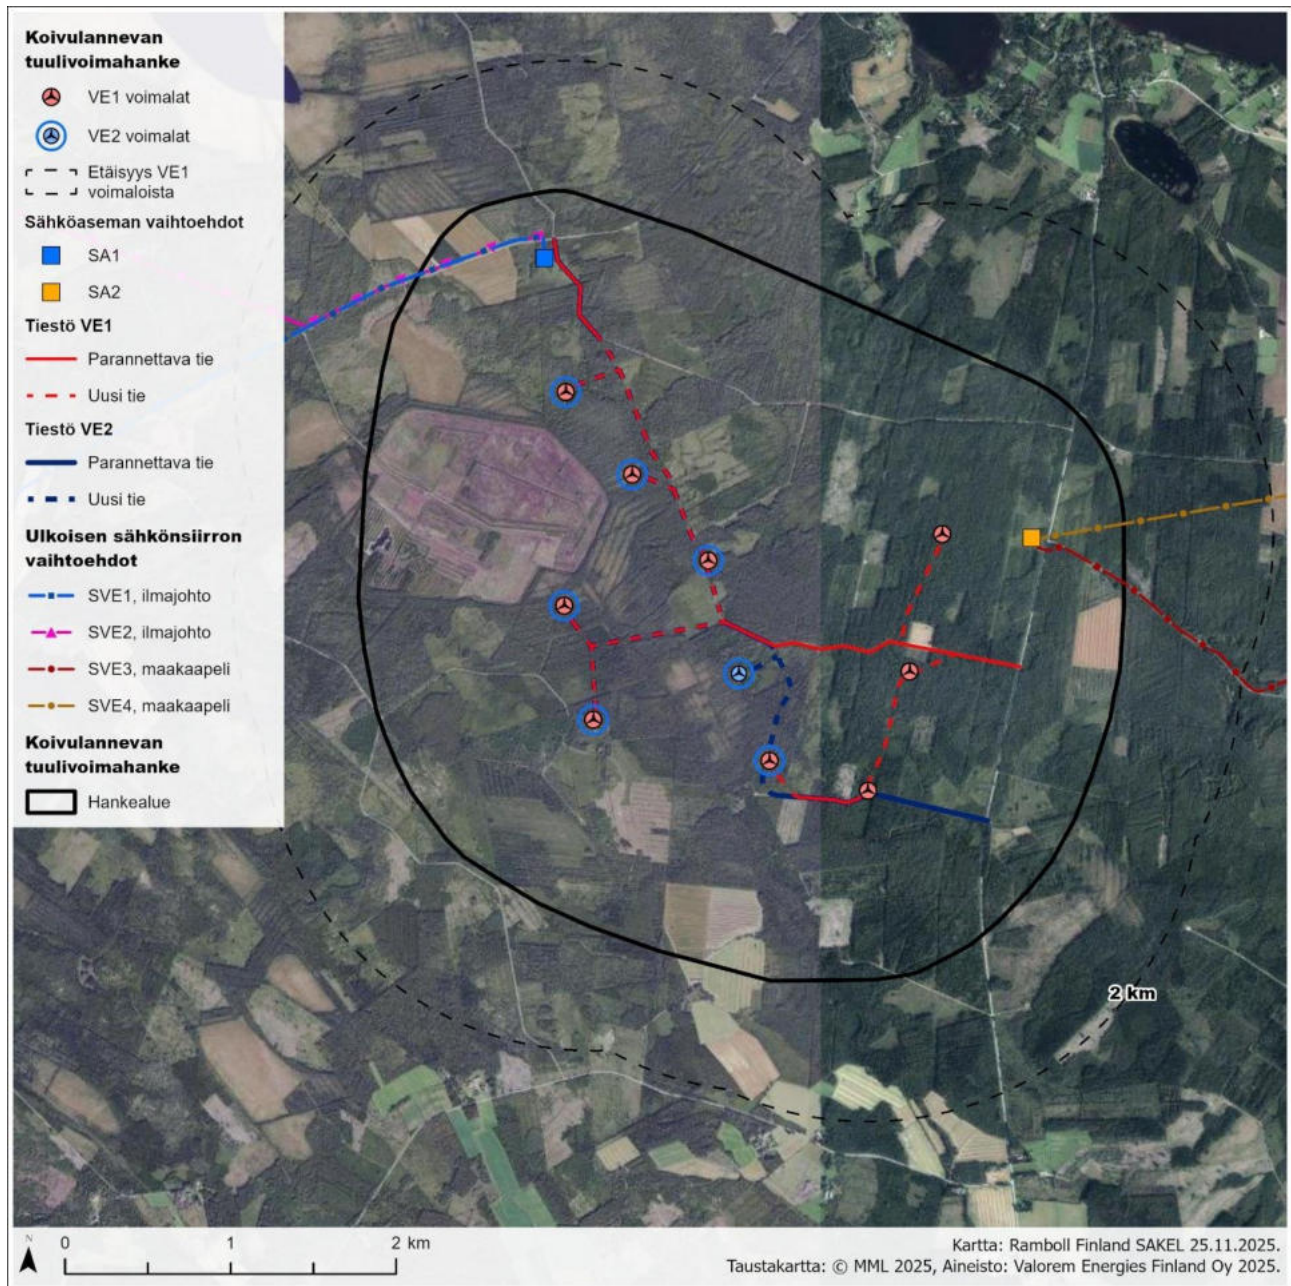 Koivulannevan
tuulivoimahanke
VE1 voimalat
VE2 voimalat
Etäisyys VE1
voimaloista
Sähköaseman vaihtoehdot
SA1
SA2
Tiestö VE1
Parannettava tie
Uusi tie
Tiestö VE2
Parannettava tie
Uusi tie
Ulkoisen sähkönsiirron
vaihtoehdot
SVE1, ilmajohto
SVE2, ilmajohto
SVE3, maakaapeli
SVE4, maakaapeli
Koivulannevan
tuulivoimahanke
Hankealue
2 km
N
0 1 2 km
Kartta: Ramboll Finland SAKEL 25.11.2025.
Taustakartta: © MML 2025, Aineisto: Valorem Energies Finland Oy 2025.